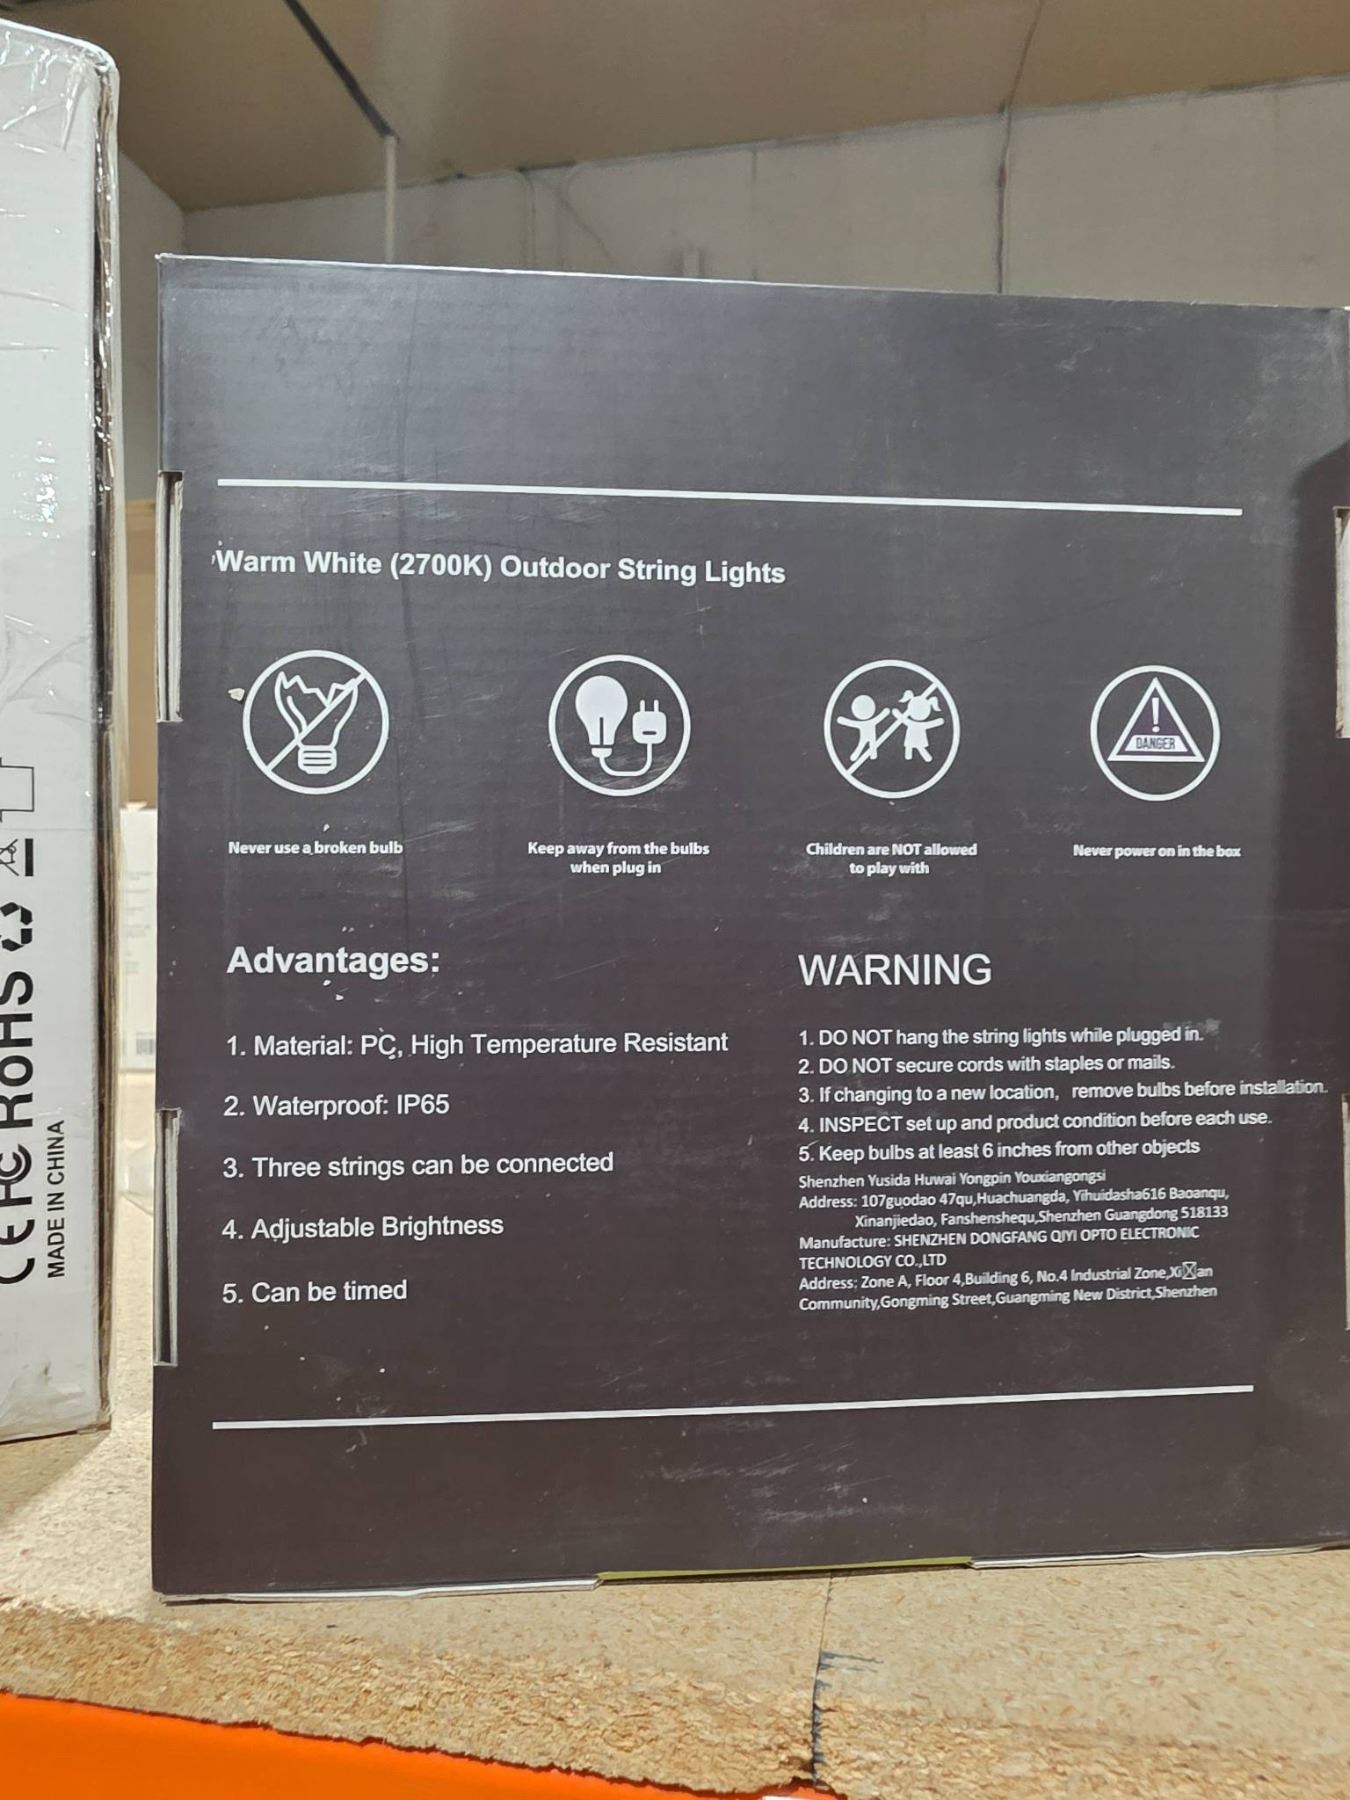 Warm White (2700K) Outdoor String Lights
DANGER
Never use a broken bulb
Keep away from the bulbs
when plug in
Children are NOT allowed
to play with
Never power on in the box
Advantages:
1. Material: PC, High Temperature Resistant
2. Waterproof: IP65
3. Three strings can be connected
4. Adjustable Brightness
5. Can be timed
WARNING
1. DO NOT hang the string lights while plugged in.
2. DO NOT secure cords with staples or mails.
3. If changing to a new location, remove bulbs before installation.
4. INSPECT set up and product condition before each use.
5. Keep bulbs at least 6 inches from other objects
Shenzhen Yusida Huwai Yongpin Youxiangongsi
Address: 107guodao 47qu,Huachuangda, Yihuidasha616 Baoanqu,
Xinanjiedao, Fanshenshequ,Shenzhen Guangdong 518133
Manufacture: SHENZHEN DONGFANG QIYI OPTO ELECTRONIC
TECHNOLOGY CO.,LTD
Address: Zone A, Floor 4,Building 6, No.4 Industrial Zone,Xi☒an
Community,Gongming Street,Guangming New District,Shenzhen
CE FC RoHS
MADE IN CHINA